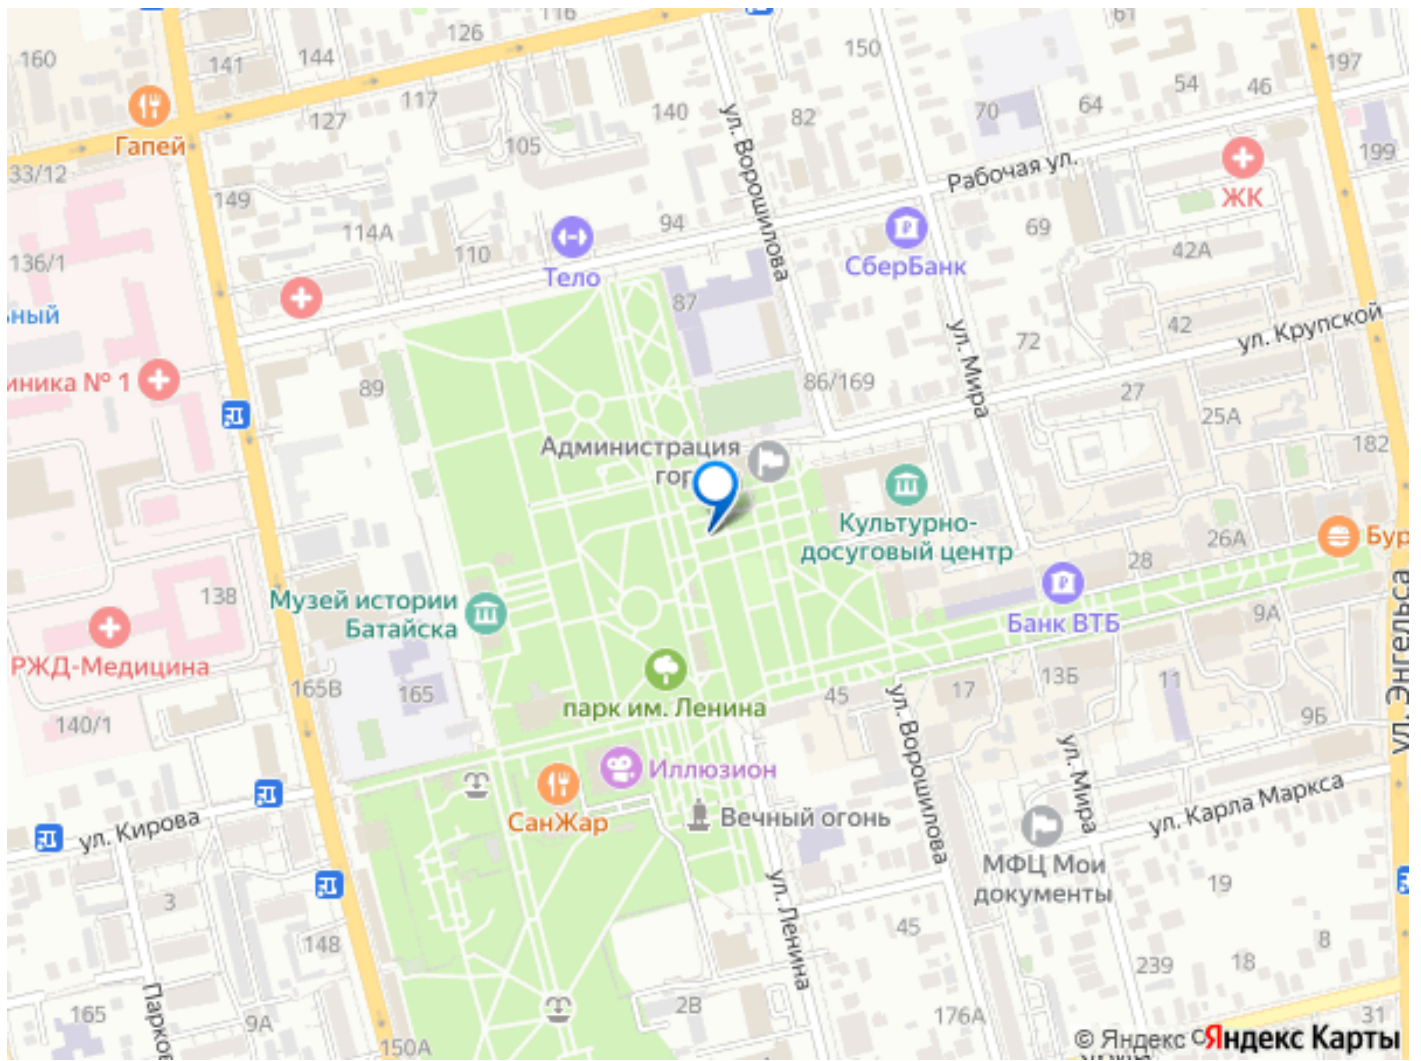 116
126
160
144
141
150
61
197
117
127
140
82
54
46
64
70
Гапей
105
ул. Ворошилова
Рабочая ул.
199
33/12
149
ЖК
114А
94
69
136/1
110
42А
Тело
СберБанк
ьный
87
42
ул. Крупской
ул. Мира
72
иника № 1
89
86/169
27
25А
182
Администрация
гор
Культурно-
досуговый центр
26А
28
Бур
138
Музей истории
Батайска
Банк ВТБ
9А
ул. Энгельса
РЖД-Медицина
165В
165
парк им. Ленина
45
17
13Б
11
9Б
140/1
ул. Ворошилова
ул. Мира
Иллюзион
СанЖар
Вечный огонь
ул. Карла Маркса
ул. Кирова
МФЦ Мои
документы
19
3
ул. Ленина
45
148
8
239
18
165
Парков
9А
2В
176А
31
150А
© Яндекс
Яндекс Карты